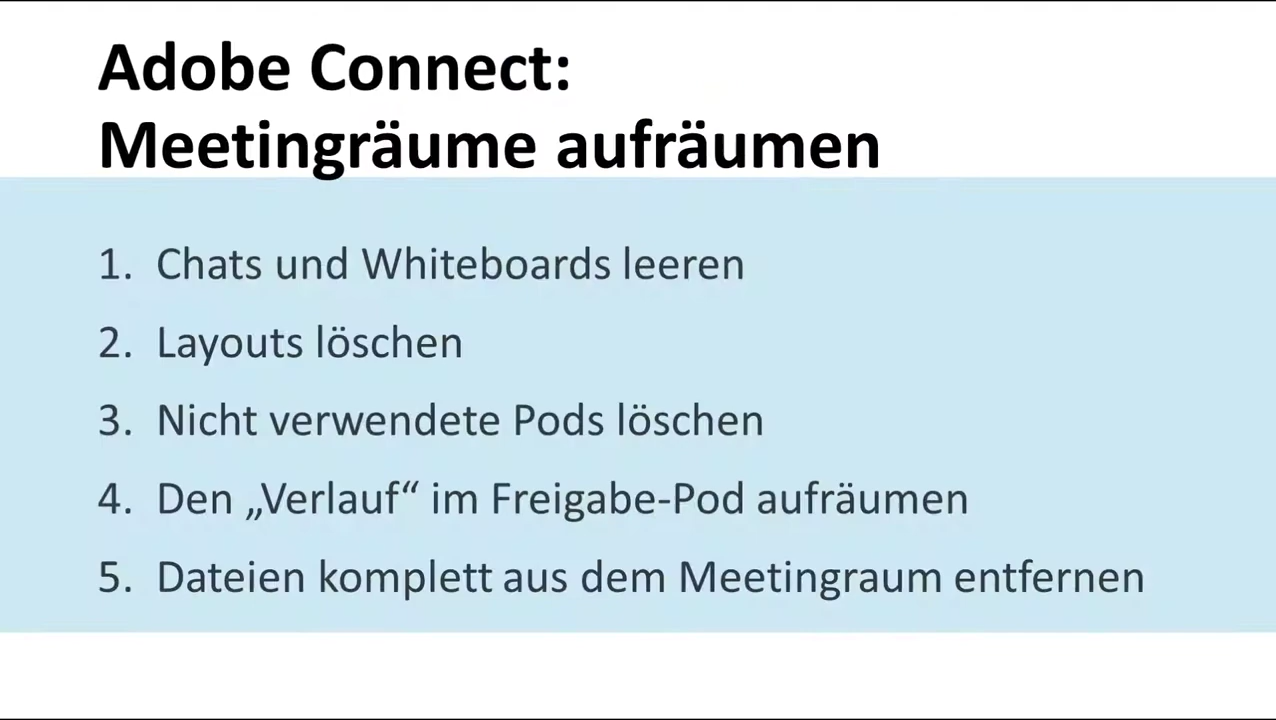 Adobe Connect:
Meetingräume aufräumen
1. Chats und Whiteboards leeren
2. Layouts löschen
3. Nicht verwendete Pods löschen
4. Den „Verlauf“ im Freigabe-Pod aufräumen
5. Dateien komplett aus dem Meetingraum entfernen